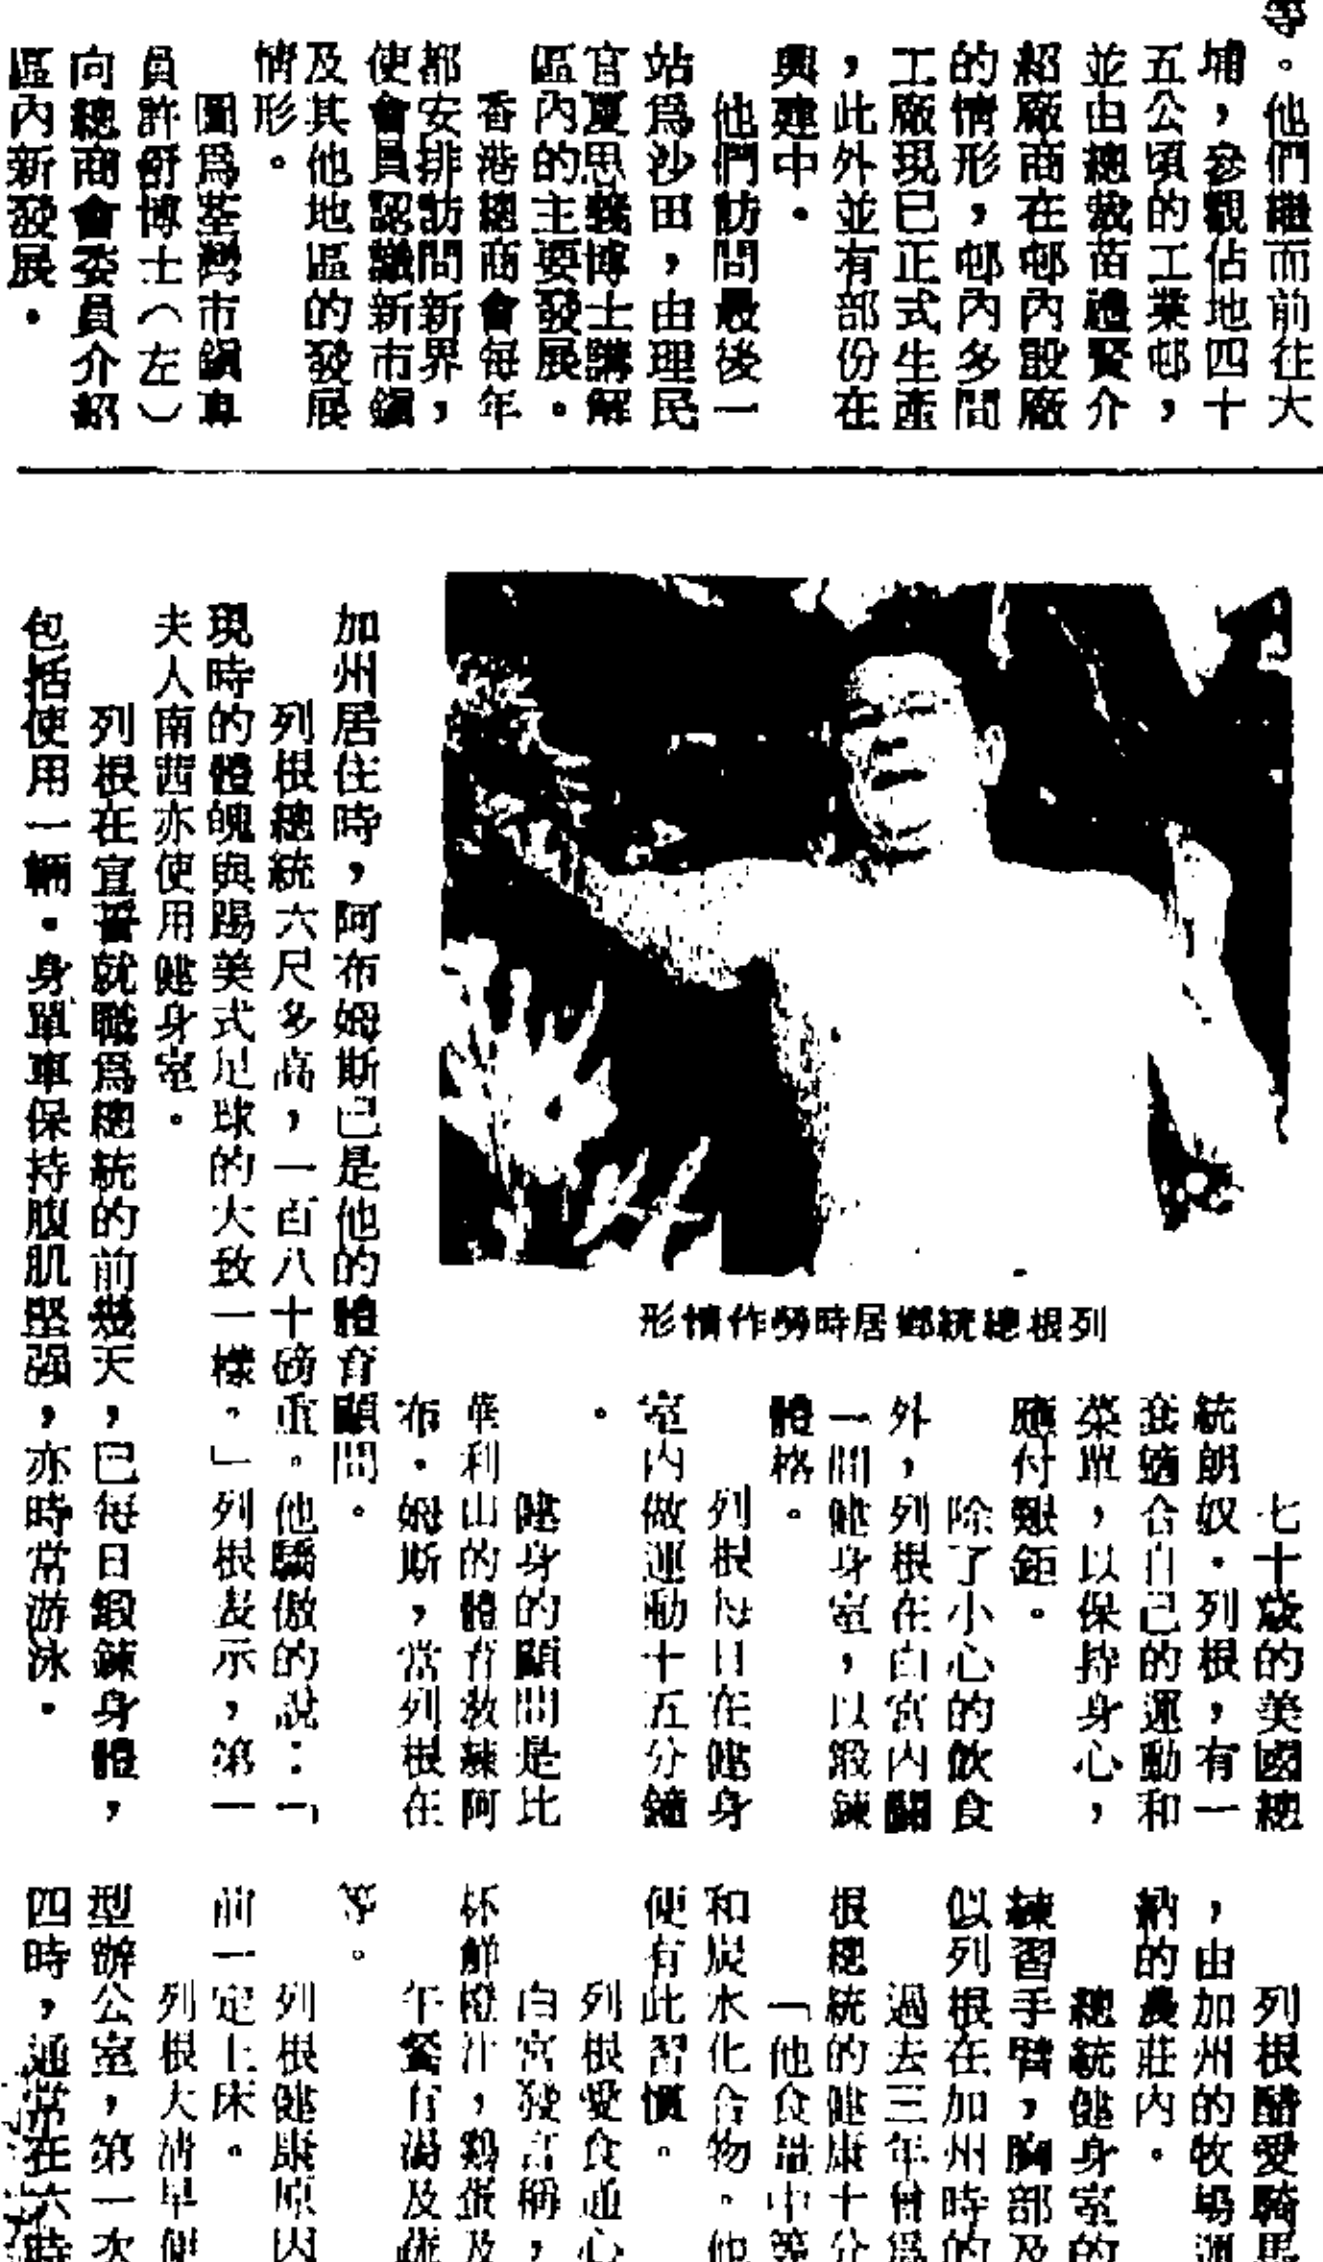 等。他們繼而前往大
埔，參觀佔地四十
五公頃的工業邨，
並由總裁苗禮賢介
紹廠商在邨內設廠
的情形，邨內多間
工廠現已正式生產
，此外並有部份在
興建中。
他們訪問最後一
站爲沙田，由理民
官夏思義博士講解
區內的主要發展。
香港總商會每年
都安排訪問新界，
使會員認識新市鎭
及其他地區的發展
情形。
圖爲荃灣市鎭專
員許舒博士（左）
向總商會委員介紹
區內新發展。
列根總統鄉居時勞作情形
七十歲的美國總
統朗奴·列根，有一
套適合自己的運動和
菜單，以保持身心，
應付艱鉅。
除了小心的飲食
外，列根在白宮內闢
一間健身室，以鍛鍊
體格。
列根每日在健身
室內做運動十五分鐘
。
健身的顧問是比
華利山的體育敎練阿
布·姆斯，當列根在
加州居住時，阿布姆斯已是他的體育顧問。
列根總統六尺多高，一百八十磅重。他驕傲的說：「
現時的體魄與踢美式足球的大致一樣。」列根表示，第一
夫人南茜亦使用健身室。
列根在宣誓就職爲總統的前幾天，已每日鍛鍊身體，
包括使用一輛·身單車保持腹肌堅强，亦時常游泳。
列根酷愛騎馬
，由加州的牧場運
納的農莊內。
總統健身室的
練習手臂，胸部及
似列根在加州時的
過去三年曾爲
根總統的健康十分
「他食量中等
和炭水化合物。他
便有此習慣。
列根愛食通心
白宮發言稱，
杯鮮橙汁，鷄蛋及
午餐有湯及蔬
等。
列根健康原因
前一定上床。
列根大清早便
型辦公室，第一次
四時，通常在六時